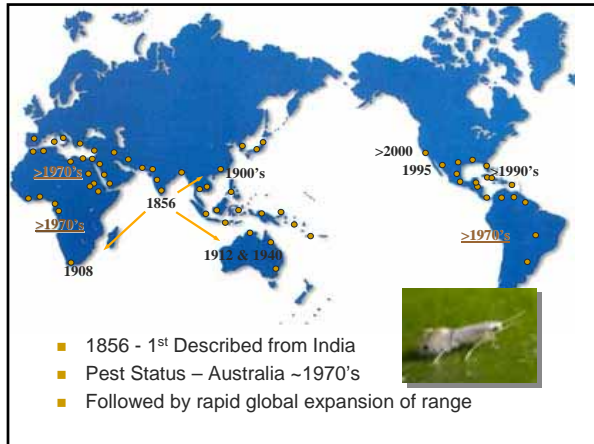 >1970's
1900's
>2000
1995
>1990's
1856
>1970's
>1970's
1912 & 1940
1908
■ 1856 - 1st Described from India
■ Pest Status – Australia ~1970's
■ Followed by rapid global expansion of range